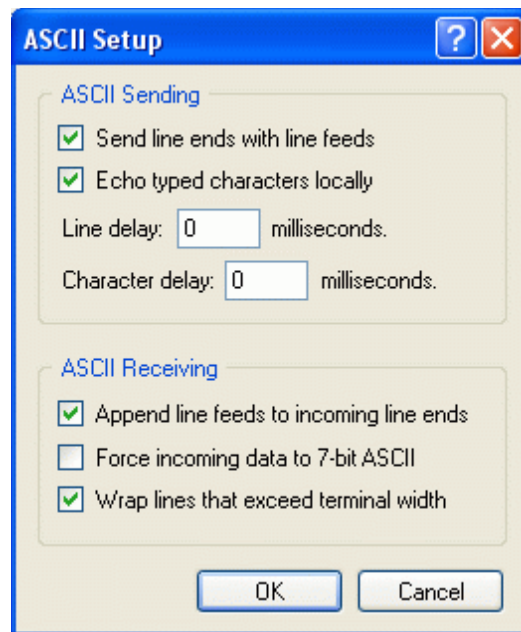 ASCII Setup
ASCII Sending
Send line ends with line feeds
Echo typed characters locally
Line delay: 0 milliseconds.
Character delay: 0 milliseconds.
ASCII Receiving
Append line feeds to incoming line ends
Force incoming data to 7-bit ASCII
Wrap lines that exceed terminal width
OK Cancel